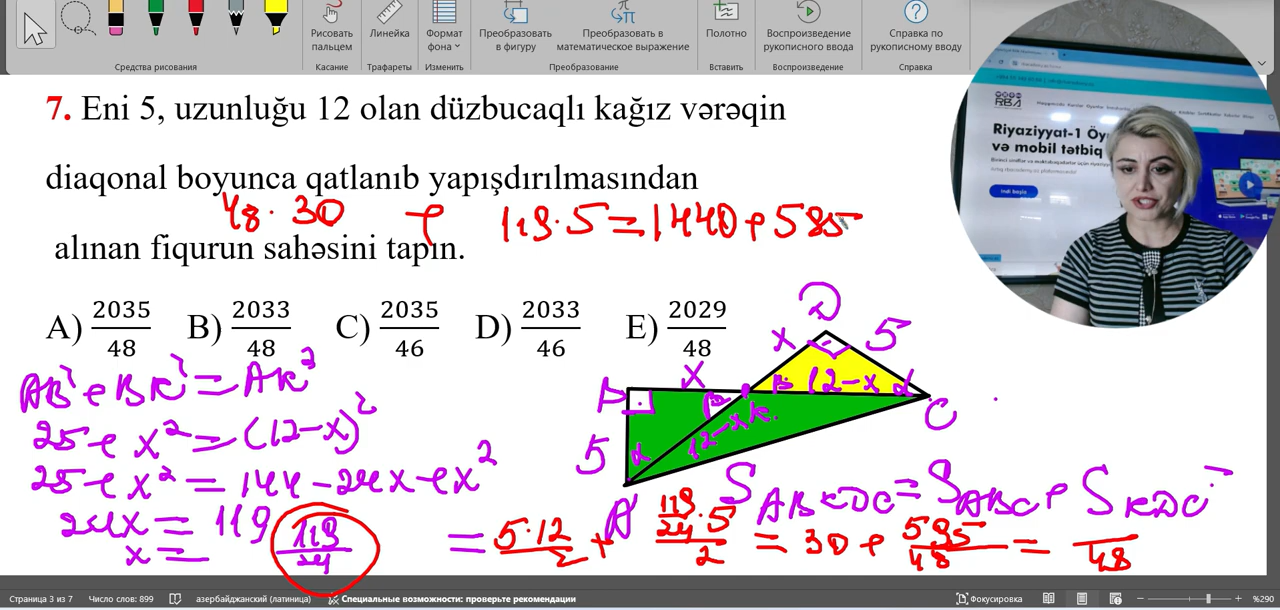 Рисовать пальцем
Линейка
Формат фона
Преобразовать в фигуру
Преобразовать в математическое выражение
Полотно
Воспроизведение рукописного ввода
Справка по рукописному вводу
Средства рисования
Касание
Трафареты
Изменить
Преобразование
Вставить
Воспроизведение
Справка
RBA
Riyaziyyat-1 Öy
və mobil tətbiq
7. Eni 5, uzunluğu 12 olan düzbucaqlı kağız vərəqin
diaqonal boyunca qatlanıb yapışdırılmasından
48 · 30 + 119 · 5 = 1440 + 595
alınan fiqurun sahəsini tapın.
A) 2035/48 B) 2033/48 C) 2035/46 D) 2033/46 E) 2029/48
D
x 5
B x β 12-x α C
β K
5 α 12-x
A
AB² + BK² = AK²
25 + x² = (12-x)²
25 + x² = 144 - 24x + x²
24x = 119
x = 119/24
S ABKDC = S ABC + S KDC
= 5·12/2 + 119/24·5/2 = 30 + 595/48 = /48
Страница 3 из 7
Число слов: 899
азербайджанский (латиница)
Специальные возможности: проверьте рекомендации
Фокусировка
%290